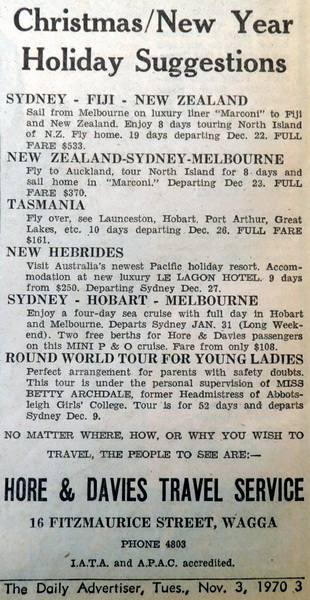 Christmas/New Year
Holiday Suggestions
SYDNEY - FIJI - NEW ZEALAND
Sail from Melbourne on luxury liner "Marconi" to Fiji
and New Zealand. Enjoy 8 days touring North Island
of N.Z. Fly home. 19 days departing Dec. 22. FULL
FARE $533.
NEW ZEALAND-SYDNEY-MELBOURNE
Fly to Auckland, tour North Island for 8 days and
sail home in "Marconi." Departing Dec 23. FULL
FARE $370.
TASMANIA
Fly over, see Launceston, Hobart, Port Arthur, Great
Lakes, etc. 10 days departing Dec. 26. FULL FARE
$161.
NEW HEBRIDES
Visit Australia's newest Pacific holiday resort. Accom-
modation at new luxury LE LAGON HOTEL. 9 days
from $250. Departing Sydney Dec. 27.
SYDNEY - HOBART - MELBOURNE
Enjoy a four-day sea cruise with full day in Hobart
and Melbourne. Departs Sydney JAN. 31 (Long Week-
end). Two free berths for Hore & Davies passengers
on this MINI P & O cruise. Fare from only $108.
ROUND WORLD TOUR FOR YOUNG LADIES
Perfect arrangement for parents with safety doubts.
This tour is under the personal supervision of MISS
BETTY ARCHDALE, former Headmistress of Abbots-
leigh Girls' College. Tour is for 52 days and departs
Sydney Dec. 9.
NO MATTER WHERE, HOW, OR WHY YOU WISH TO
TRAVEL, THE PEOPLE TO SEE ARE:—
HORE & DAVIES TRAVEL SERVICE
16 FITZMAURICE STREET, WAGGA
PHONE 4803
I.A.T.A. and A.P.A.C. accredited.
The Daily Advertiser, Tues., Nov. 3, 1970 3